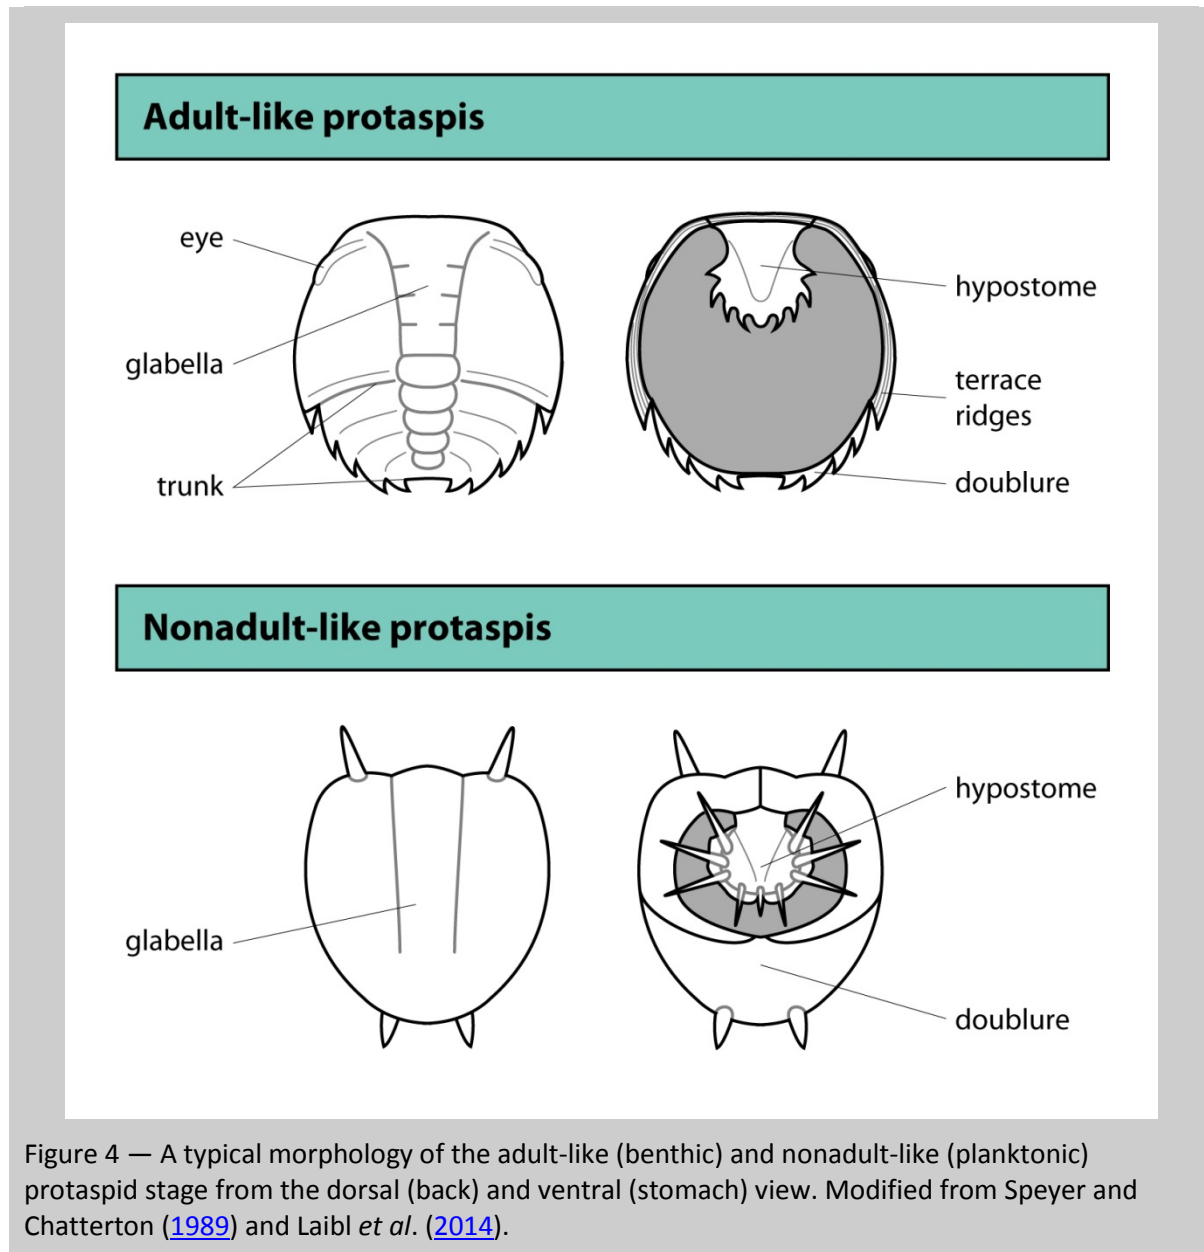 Adult-like protaspis
eye
glabella
trunk
hypostome
terrace
ridges
doublure
Nonadult-like protaspis
glabella
hypostome
doublure
Figure 4 — A typical morphology of the adult-like (benthic) and nonadult-like (planktonic)
protaspid stage from the dorsal (back) and ventral (stomach) view. Modified from Speyer and
Chatterton (1989) and Laibl et al. (2014).